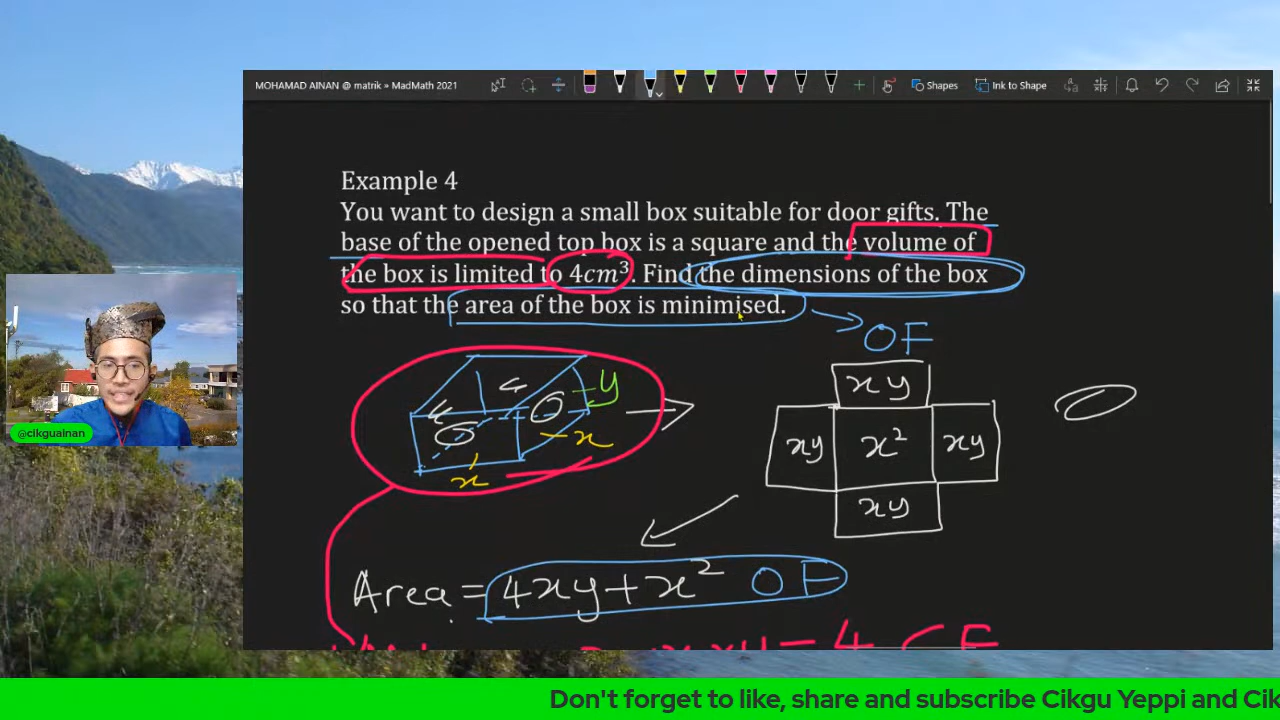 MOHAMAD AINAN @ matrik » MadMath 2021
Shapes
Ink to Shape
Example 4
You want to design a small box suitable for door gifts. The
base of the opened top box is a square and the volume of
the box is limited to 4cm³. Find the dimensions of the box
so that the area of the box is minimised.
OF
y
x
x
xy
xy
x²
xy
xy
@cikguainan
Area = 4xy + x² OF
= 4 CF
Don't forget to like, share and subscribe Cikgu Yeppi and Cik